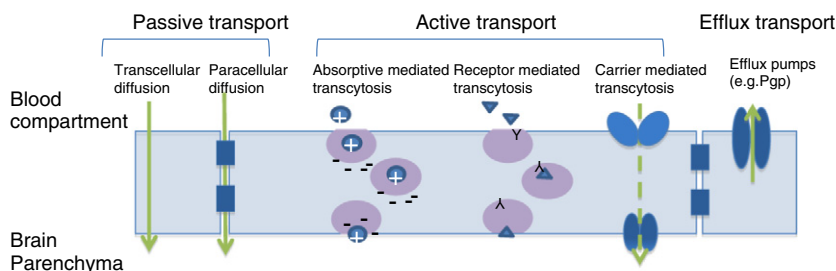 Passive transport
Active transport
Efflux transport
Transcellular
diffusion
Paracellular
diffusion
Absorptive mediated
transcytosis
Receptor mediated
transcytosis
Carrier mediated
transcytosis
Efflux pumps
(e.g.Pgp)
Blood
compartment
Brain
Parenchyma